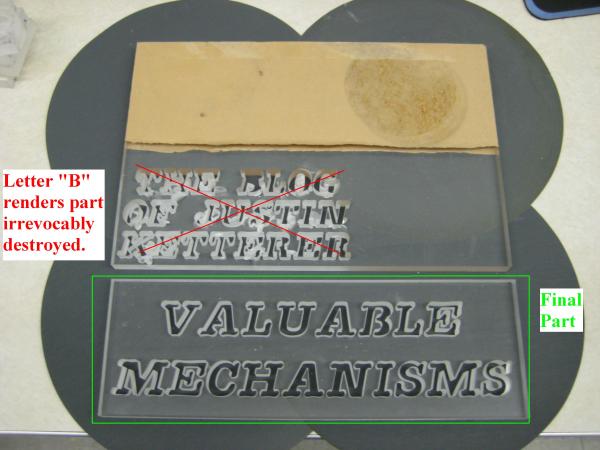 Letter "B"
renders part
irrevocably
destroyed.
THE BLOG
OF JUSTIN
KETTERER
VALUABLE
MECHANISMS
Final
Part